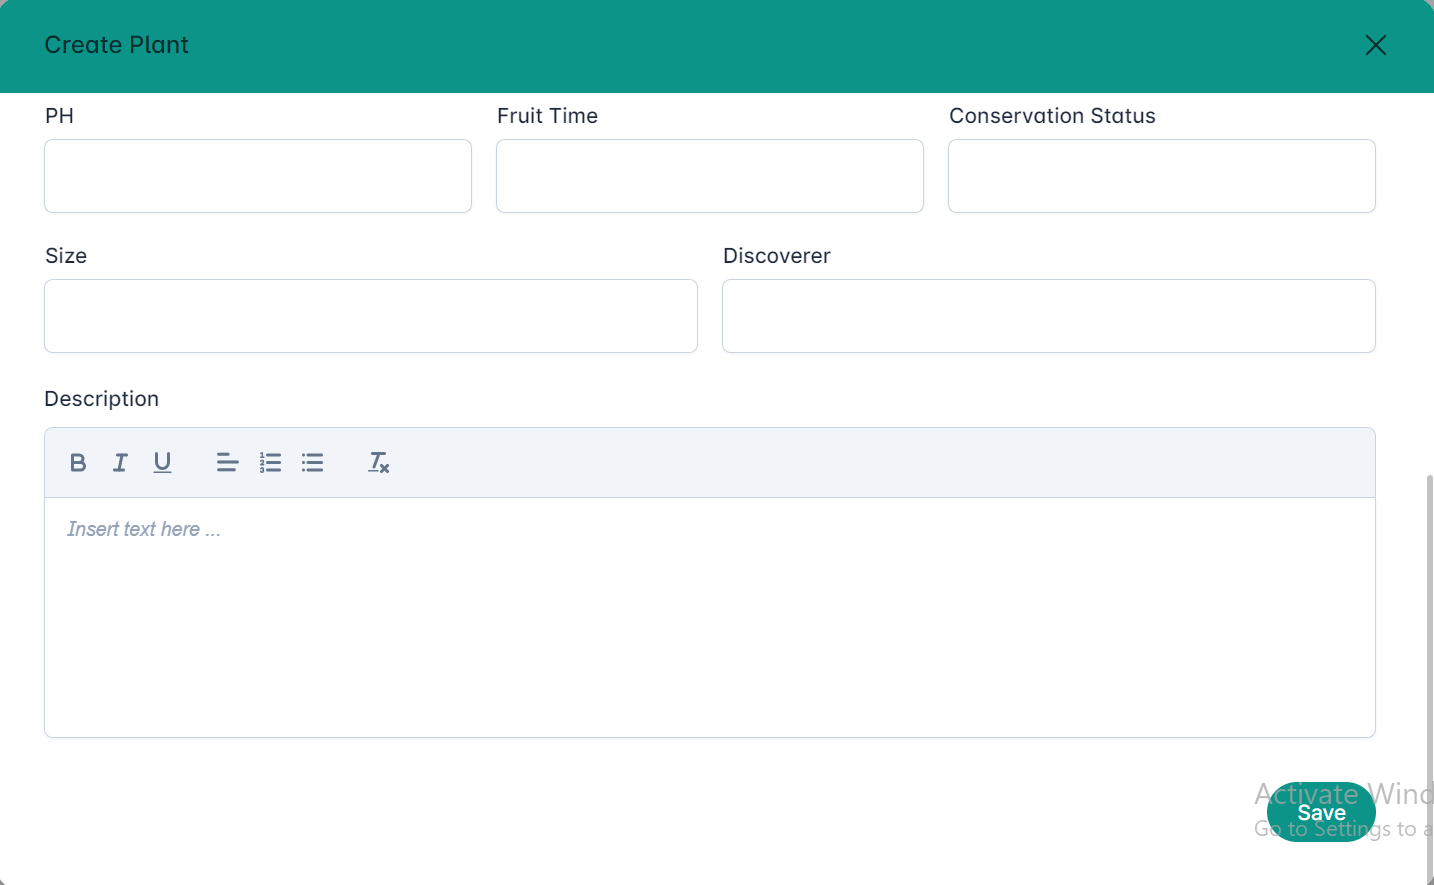 Create Plant
PH Fruit Time Conservation Status
Size Discoverer
Description
B I U
Insert text here ...
Activate Wind
Save
Go to Settings to a